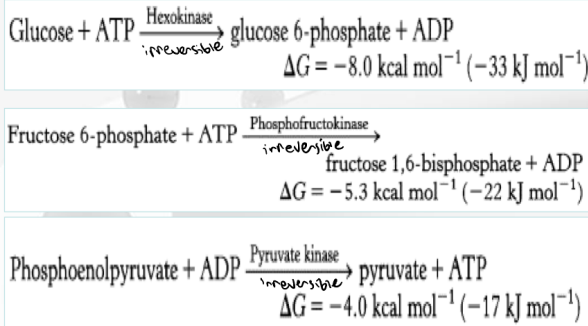 Hexokinase
Glucose + ATP ⟶ glucose 6-phosphate + ADP
irreversible
ΔG = −8.0 kcal mol⁻¹ (−33 kJ mol⁻¹)
Phosphofructokinase
Fructose 6-phosphate + ATP ⟶
irreversible
fructose 1,6-bisphosphate + ADP
ΔG = −5.3 kcal mol⁻¹ (−22 kJ mol⁻¹)
Pyruvate kinase
Phosphoenolpyruvate + ADP ⟶ pyruvate + ATP
irreversible
ΔG = −4.0 kcal mol⁻¹ (−17 kJ mol⁻¹)